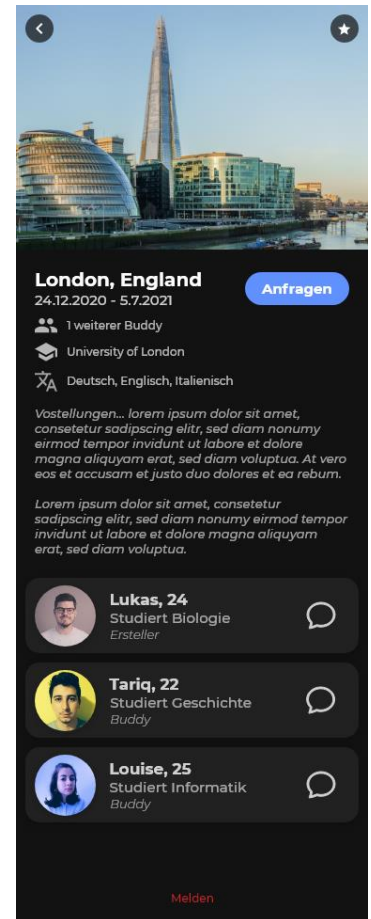 London, England
Anfragen
24.12.2020 - 5.7.2021
1 weiterer Buddy
University of London
Deutsch, Englisch, Italienisch
Vostellungen... lorem ipsum dolor sit amet,
consetetur sadipscing elitr, sed diam nonumy
eirmod tempor invidunt ut labore et dolore
magna aliquyam erat, sed diam voluptua. At vero
eos et accusam et justo duo dolores et ea rebum.
Lorem ipsum dolor sit amet, consetetur
sadipscing elitr, sed diam nonumy eirmod tempor
invidunt ut labore et dolore magna aliquyam
erat, sed diam voluptua.
Lukas, 24
Studiert Biologie
Ersteller
Tariq, 22
Studiert Geschichte
Buddy
Louise, 25
Studiert Informatik
Buddy
Melden